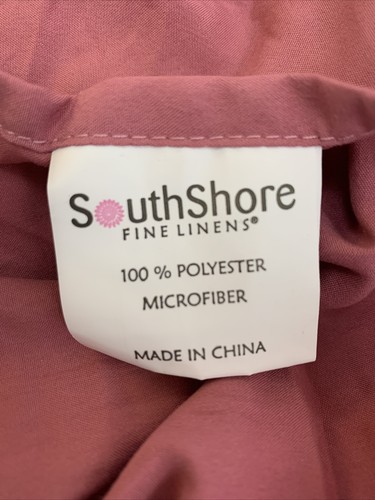 SouthShore
FINE LINENS®
100 % POLYESTER
MICROFIBER
MADE IN CHINA